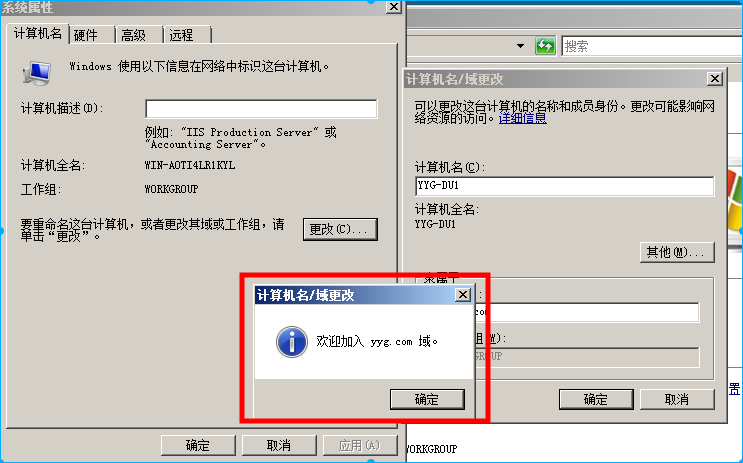 系统属性
计算机名
硬件
高级
远程
Windows 使用以下信息在网络中标识这台计算机。
计算机描述(D):
例如: "IIS Production Server" 或
"Accounting Server"。
计算机全名:
WIN-AOTI4LR1KYL
工作组:
WORKGROUP
要重命名这台计算机，或者更改其域或工作组，请
单击“更改”。
更改(C)...
确定
取消
应用(A)
搜索
计算机名/域更改
可以更改这台计算机的名称和成员身份。更改可能影响网
络资源的访问。详细信息
计算机名(C):
YYG-DU1
计算机全名:
YYG-DU1
其他(M)...
隶属于
:
com
组(W):
GROUP
确定
取消
计算机名/域更改
欢迎加入 yyg.com 域。
确定
置
WORKGROUP